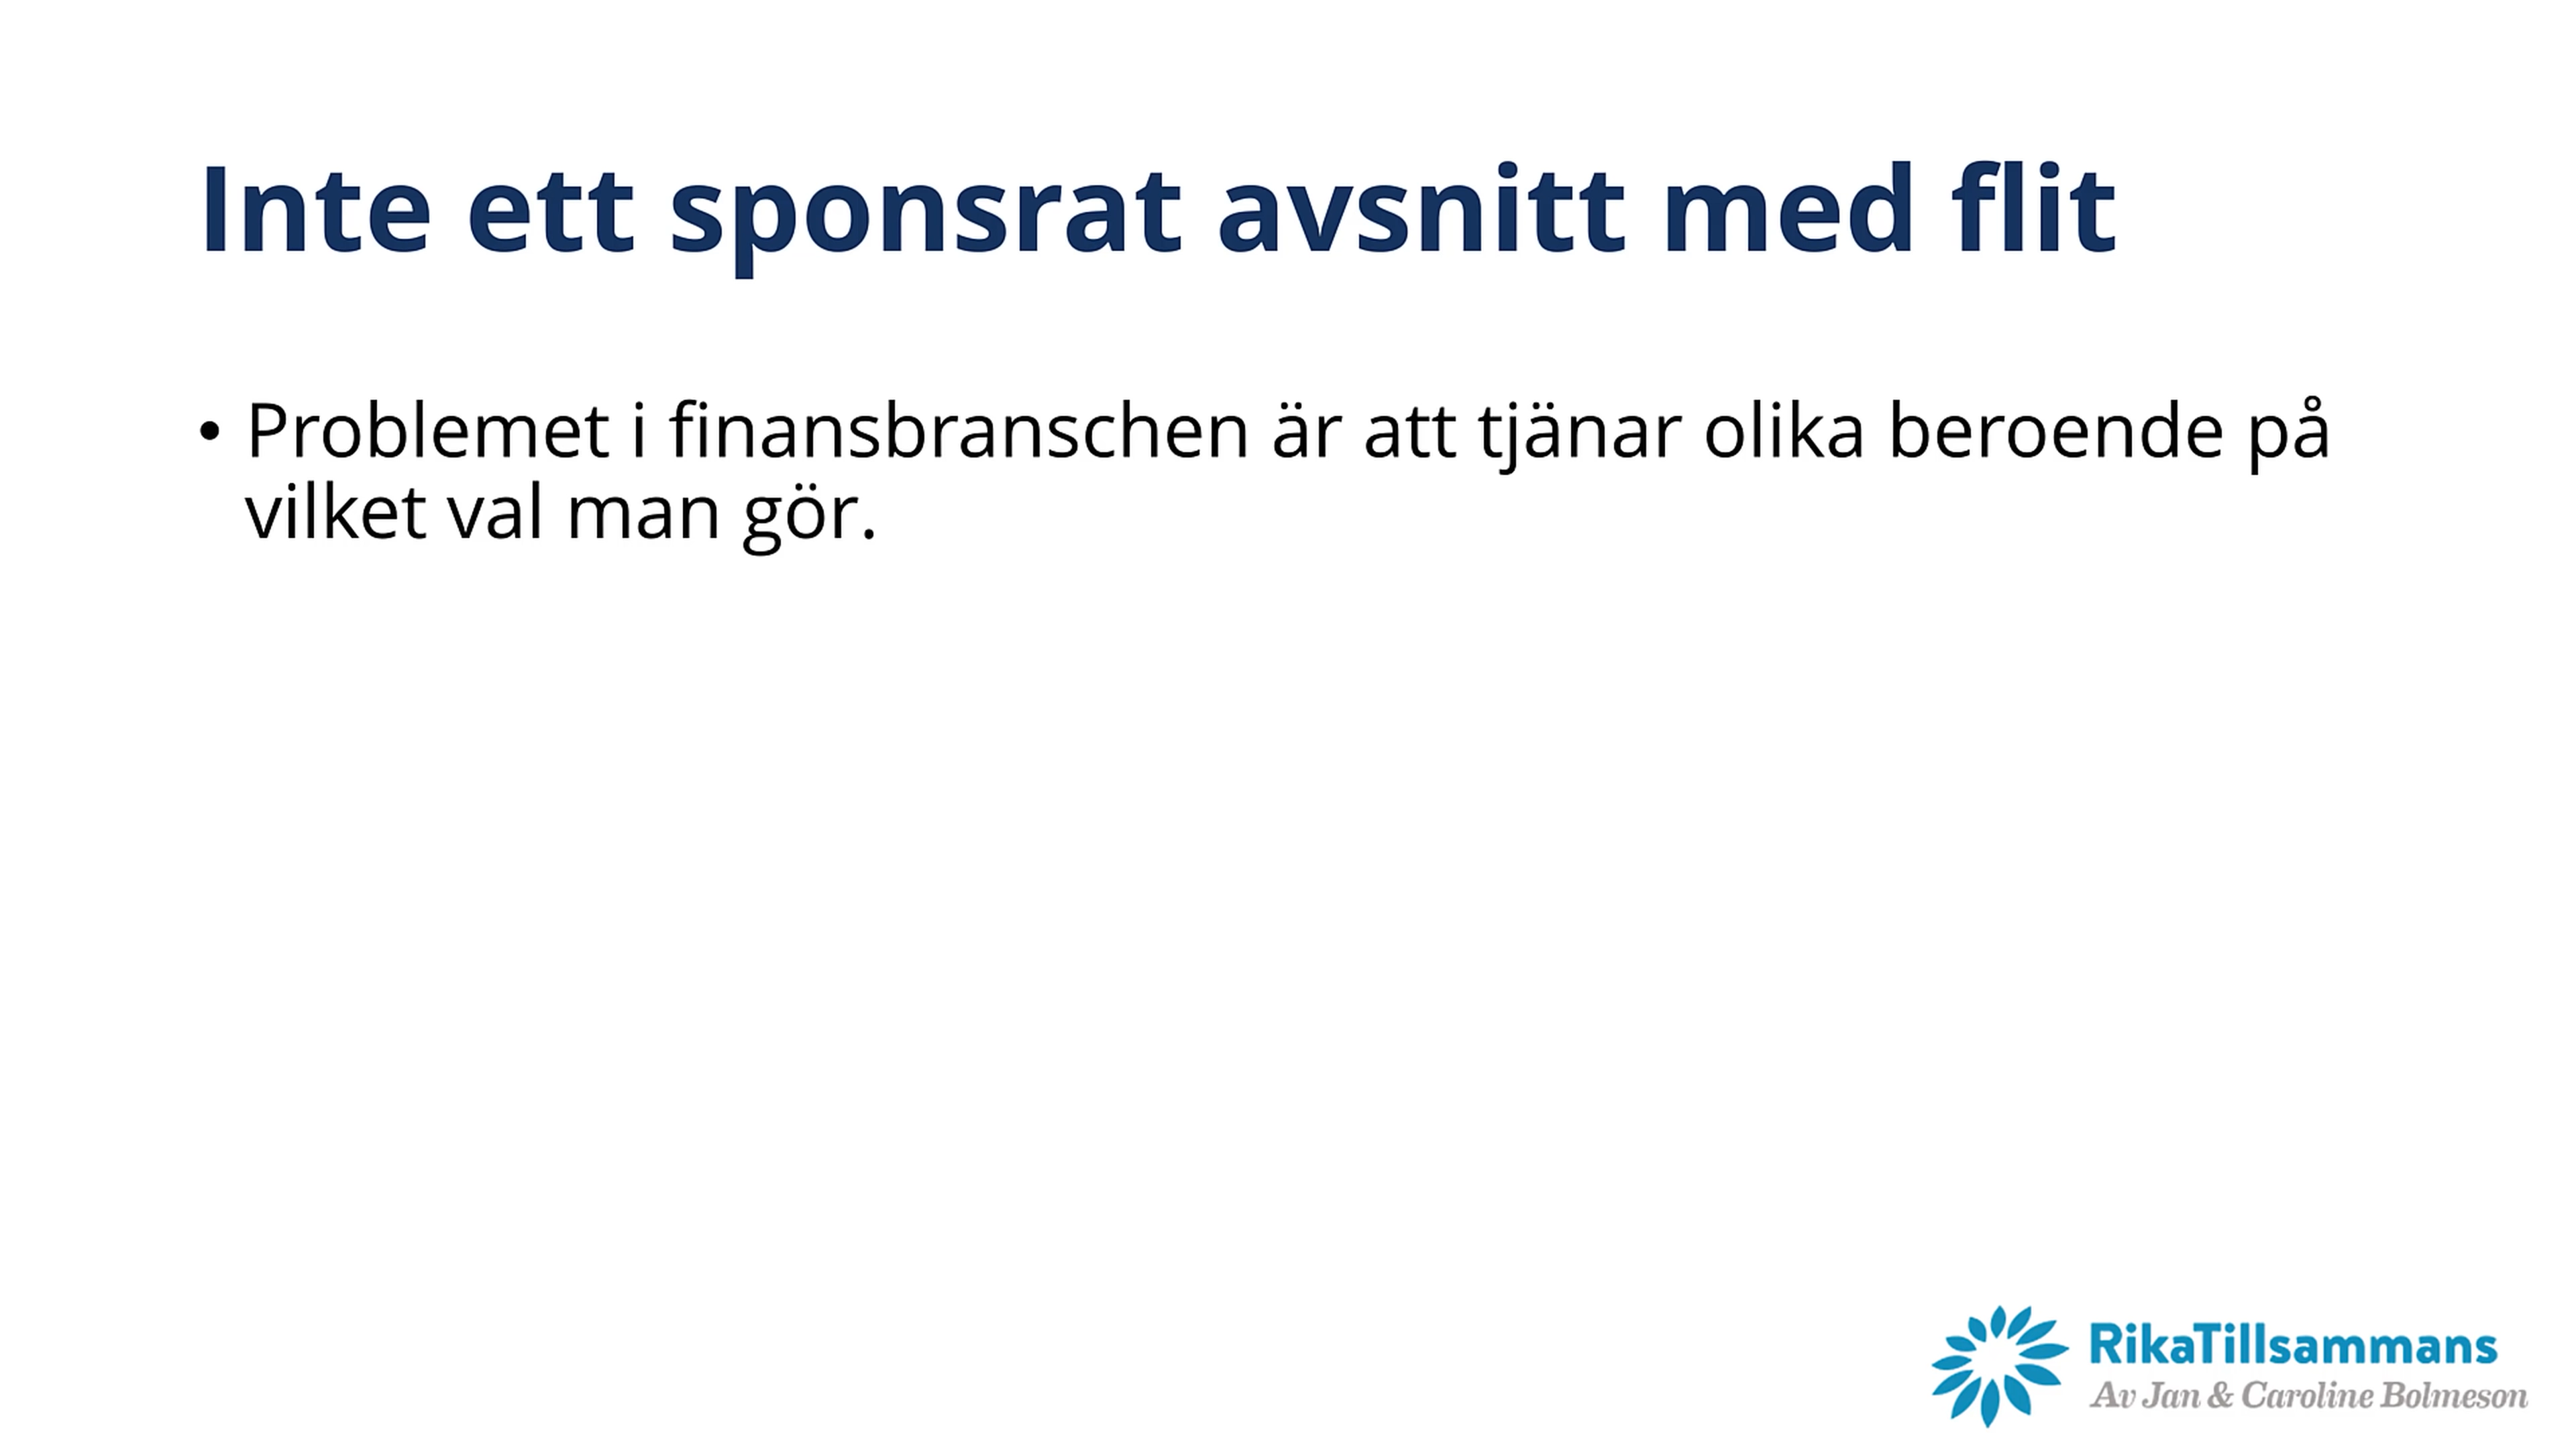 Inte ett sponsrat avsnitt med flit
• Problemet i finansbranschen är att tjänar olika beroende på
vilket val man gör.
RikaTillsammans
Av Jan & Caroline Bolmeson